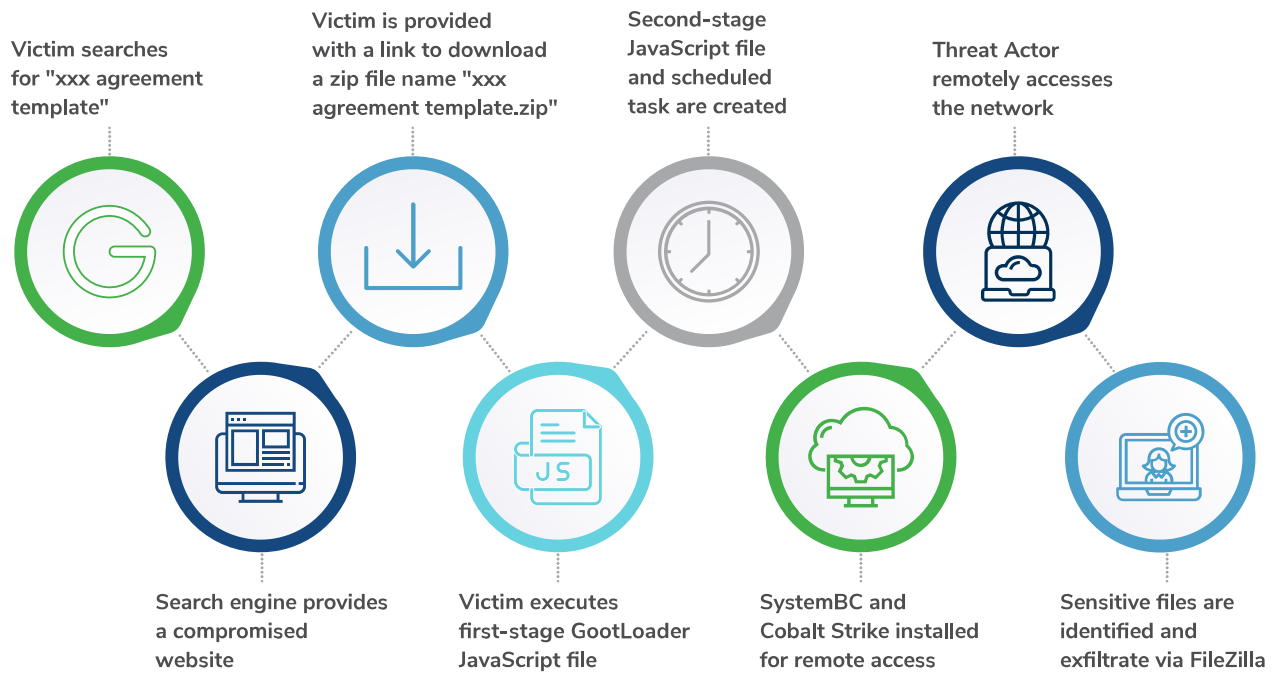 Victim searches
for "xxx agreement
template"
Search engine provides
a compromised
website
Victim is provided
with a link to download
a zip file name "xxx
agreement template.zip"
Victim executes
first-stage GootLoader
JavaScript file
JS
Second-stage
JavaScript file
and scheduled
task are created
SystemBC and
Cobalt Strike installed
for remote access
Threat Actor
remotely accesses
the network
Sensitive files are
identified and
exfiltrate via FileZilla